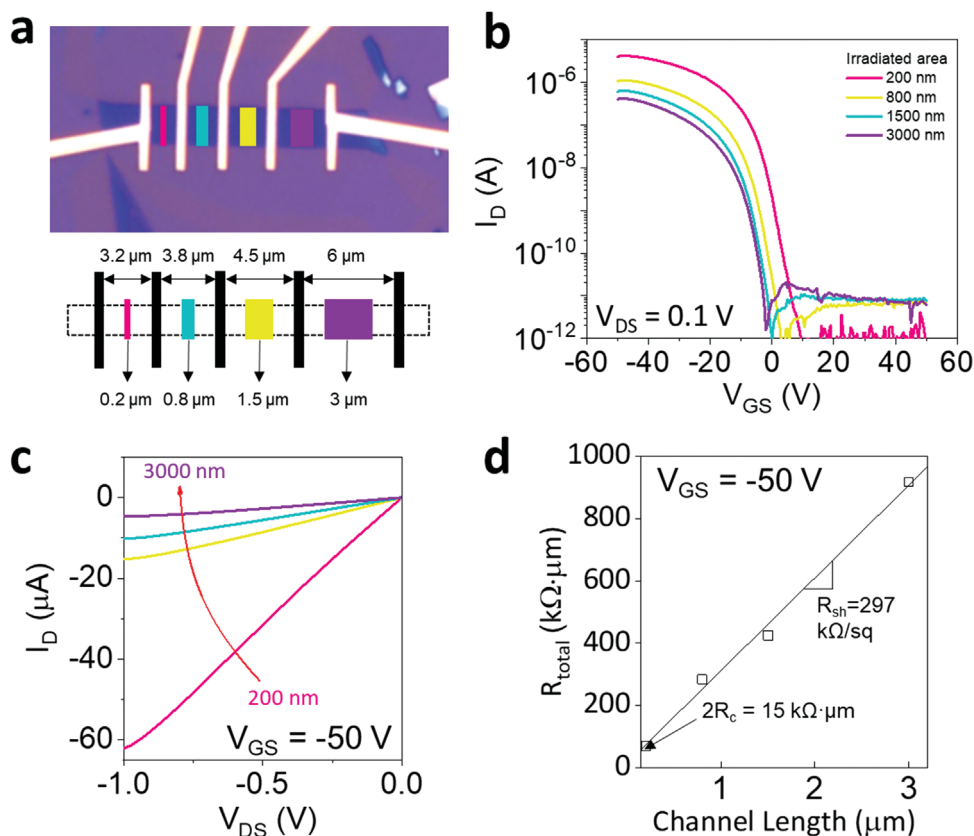 a
3.2 µm 3.8 µm 4.5 µm 6 µm
0.2 µm 0.8 µm 1.5 µm 3 µm
b
Irradiated area
200 nm
800 nm
1500 nm
3000 nm
10⁻⁶
10⁻⁸
10⁻¹⁰
10⁻¹²
I_D (A)
V_DS = 0.1 V
-60 -40 -20 0 20 40 60
V_GS (V)
c
3000 nm
0
-20
-40
-60
I_D (µA)
200 nm
V_GS = -50 V
-1.0 -0.5 0.0
V_DS (V)
d
1000
800
600
400
200
0
R_total (kΩ·µm)
V_GS = -50 V
R_sh=297
kΩ/sq
2R_c = 15 kΩ·µm
1 2 3
Channel Length (µm)